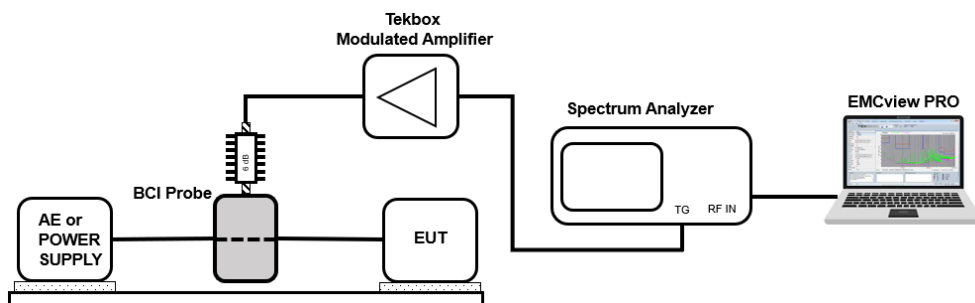 Tekbox
Modulated Amplifier
Spectrum Analyzer
EMCview PRO
6 dB
BCI Probe
AE or
POWER
SUPPLY
EUT
TG
RF IN